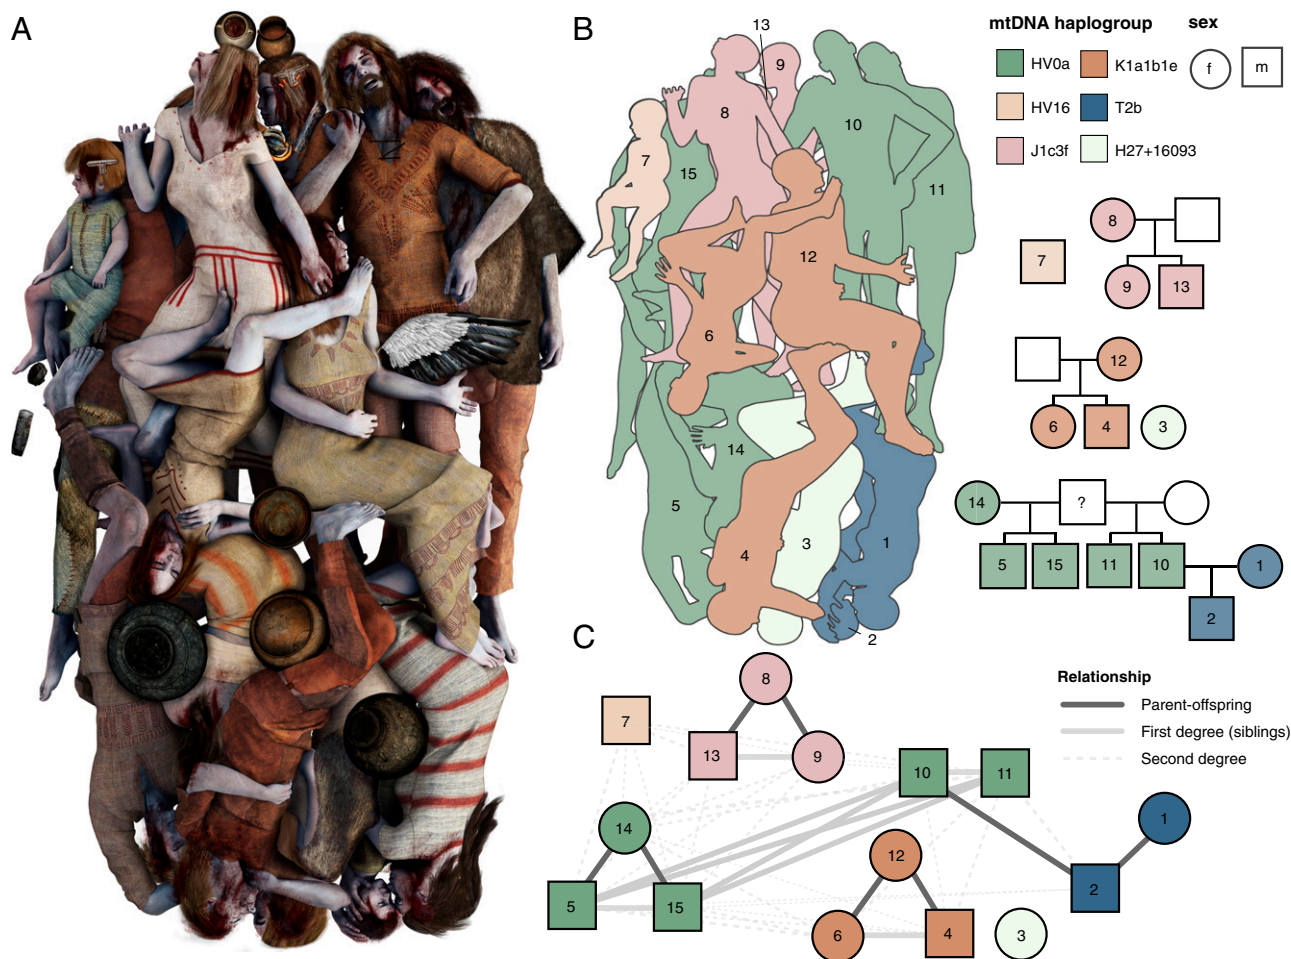 A
B
mtDNA haplogroup
sex
HV0a
K1a1b1e
f
m
HV16
T2b
J1c3f
H27+16093
13
9
8
10
7
15
11
12
6
14
5
4
3
1
2
8
7
9
13
12
6
4
3
14
?
5
15
11
10
1
2
C
Relationship
Parent-offspring
First degree (siblings)
Second degree
8
7
13
9
10
11
14
1
12
2
5
15
6
4
3